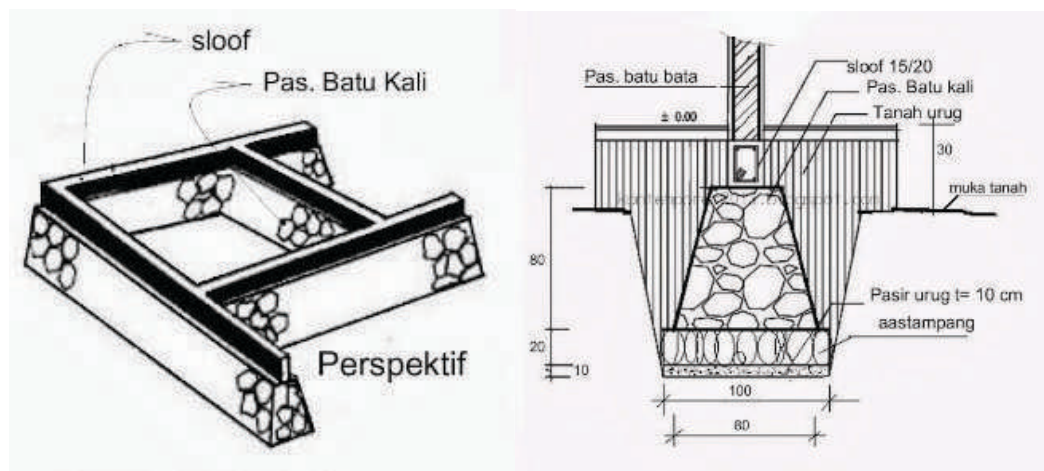 sloof
Pas. Batu Kali
Perspektif
Pas. batu bata
sloof 15/20
Pas. Batu kali
Tanah urug
± 0.00
30
muka tanah
80
Pasir urug t= 10 cm
aastampang
20
10
100
80